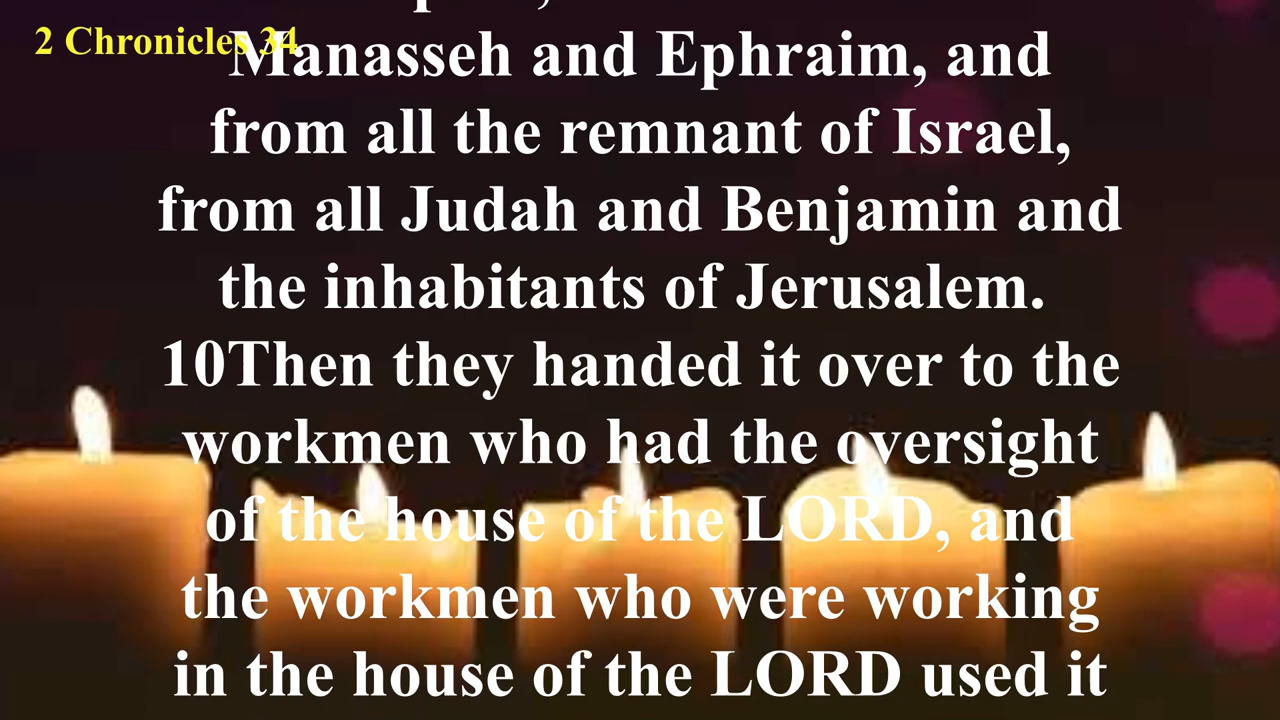 2 Chronicles 34
Manasseh and Ephraim, and
from all the remnant of Israel,
from all Judah and Benjamin and
the inhabitants of Jerusalem.
10Then they handed it over to the
workmen who had the oversight
of the house of the LORD, and
the workmen who were working
in the house of the LORD used it